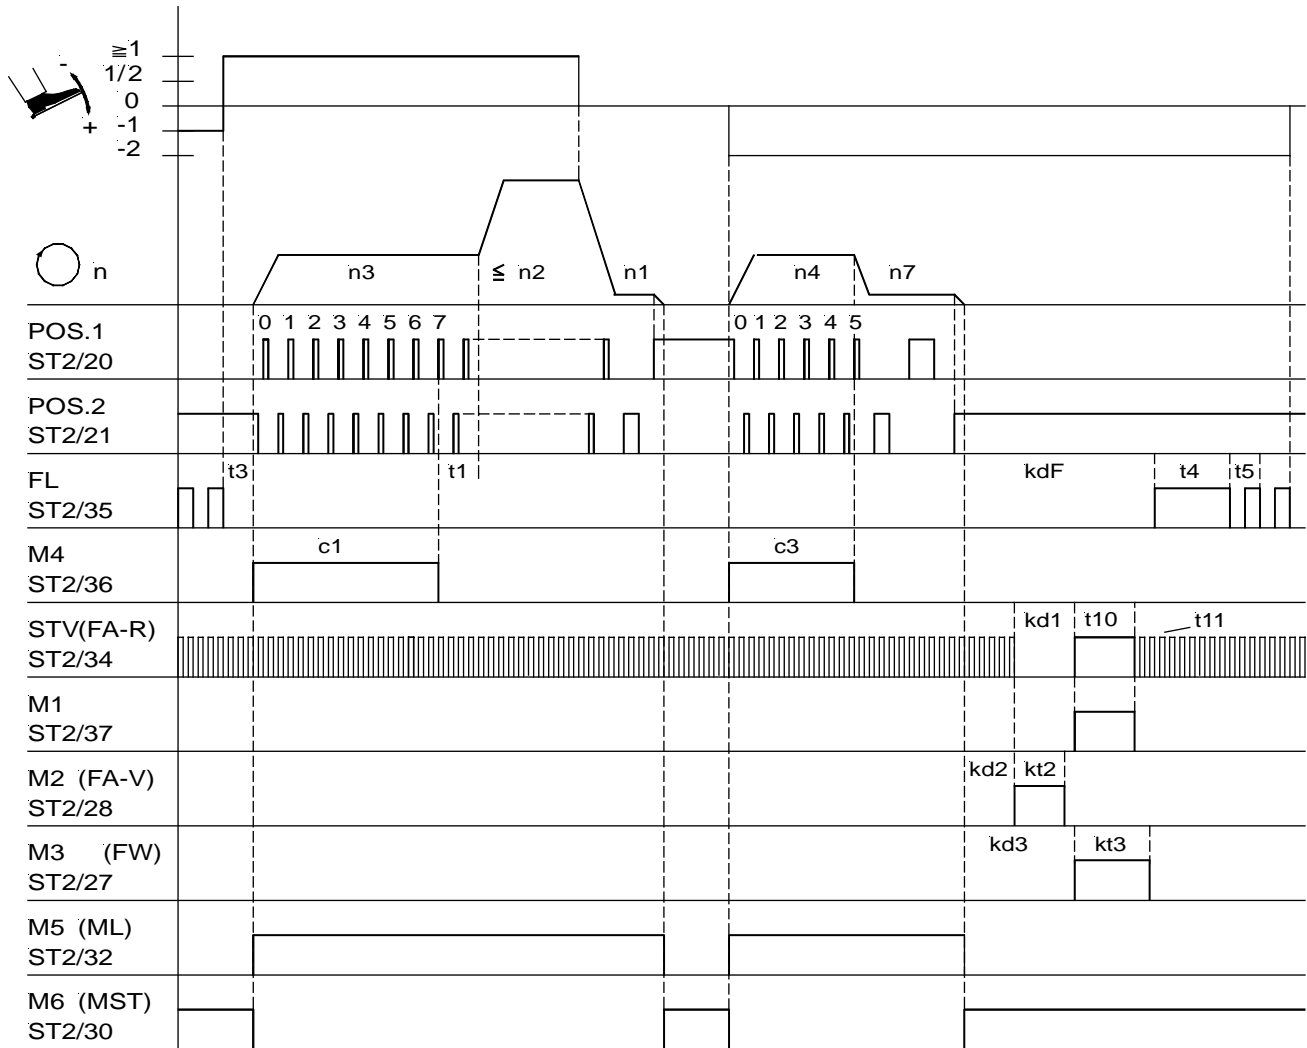 ≧1
1/2
-
0
-1
+
-2
n
n3
≦ n2
n1
n4
n7
POS.1
ST2/20
0 1 2 3 4 5 6 7
0 1 2 3 4 5
POS.2
ST2/21
FL
ST2/35
t3
t1
kdF
t4
t5
M4
ST2/36
c1
c3
STV(FA-R)
ST2/34
kd1
t10
t11
M1
ST2/37
M2 (FA-V)
ST2/28
kd2
kt2
M3 (FW)
ST2/27
kd3
kt3
M5 (ML)
ST2/32
M6 (MST)
ST2/30